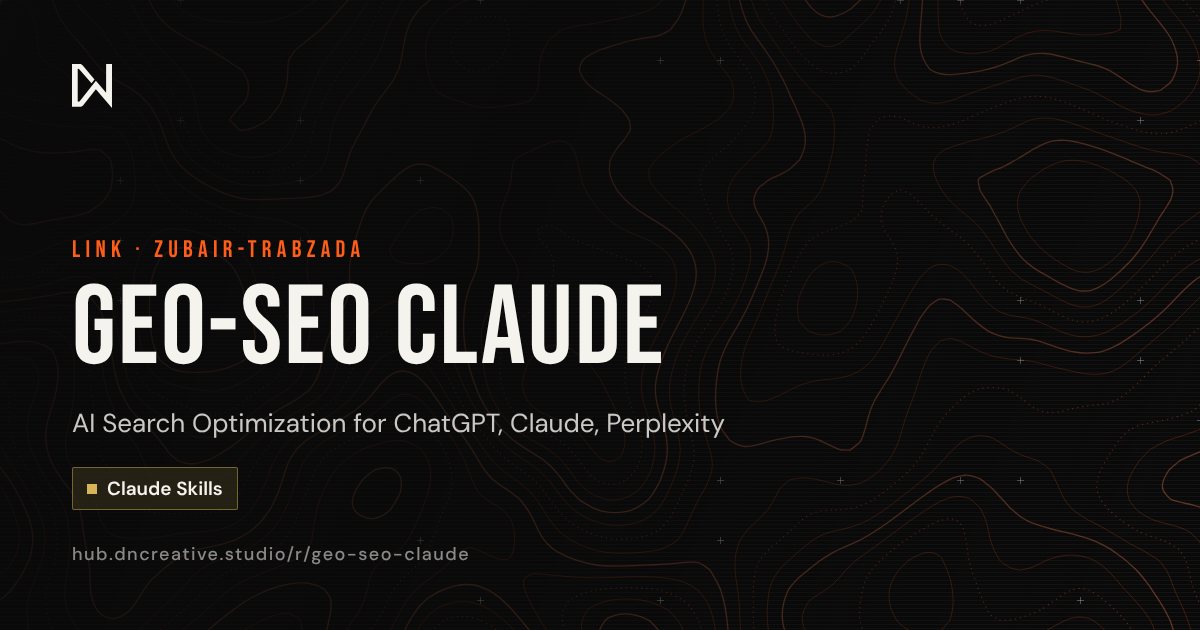 LINK · ZUBAIR-TRABZADA
GEO-SEO CLAUDE
AI Search Optimization for ChatGPT, Claude, Perplexity
Claude Skills
hub.dncreative.studio/r/geo-seo-claude